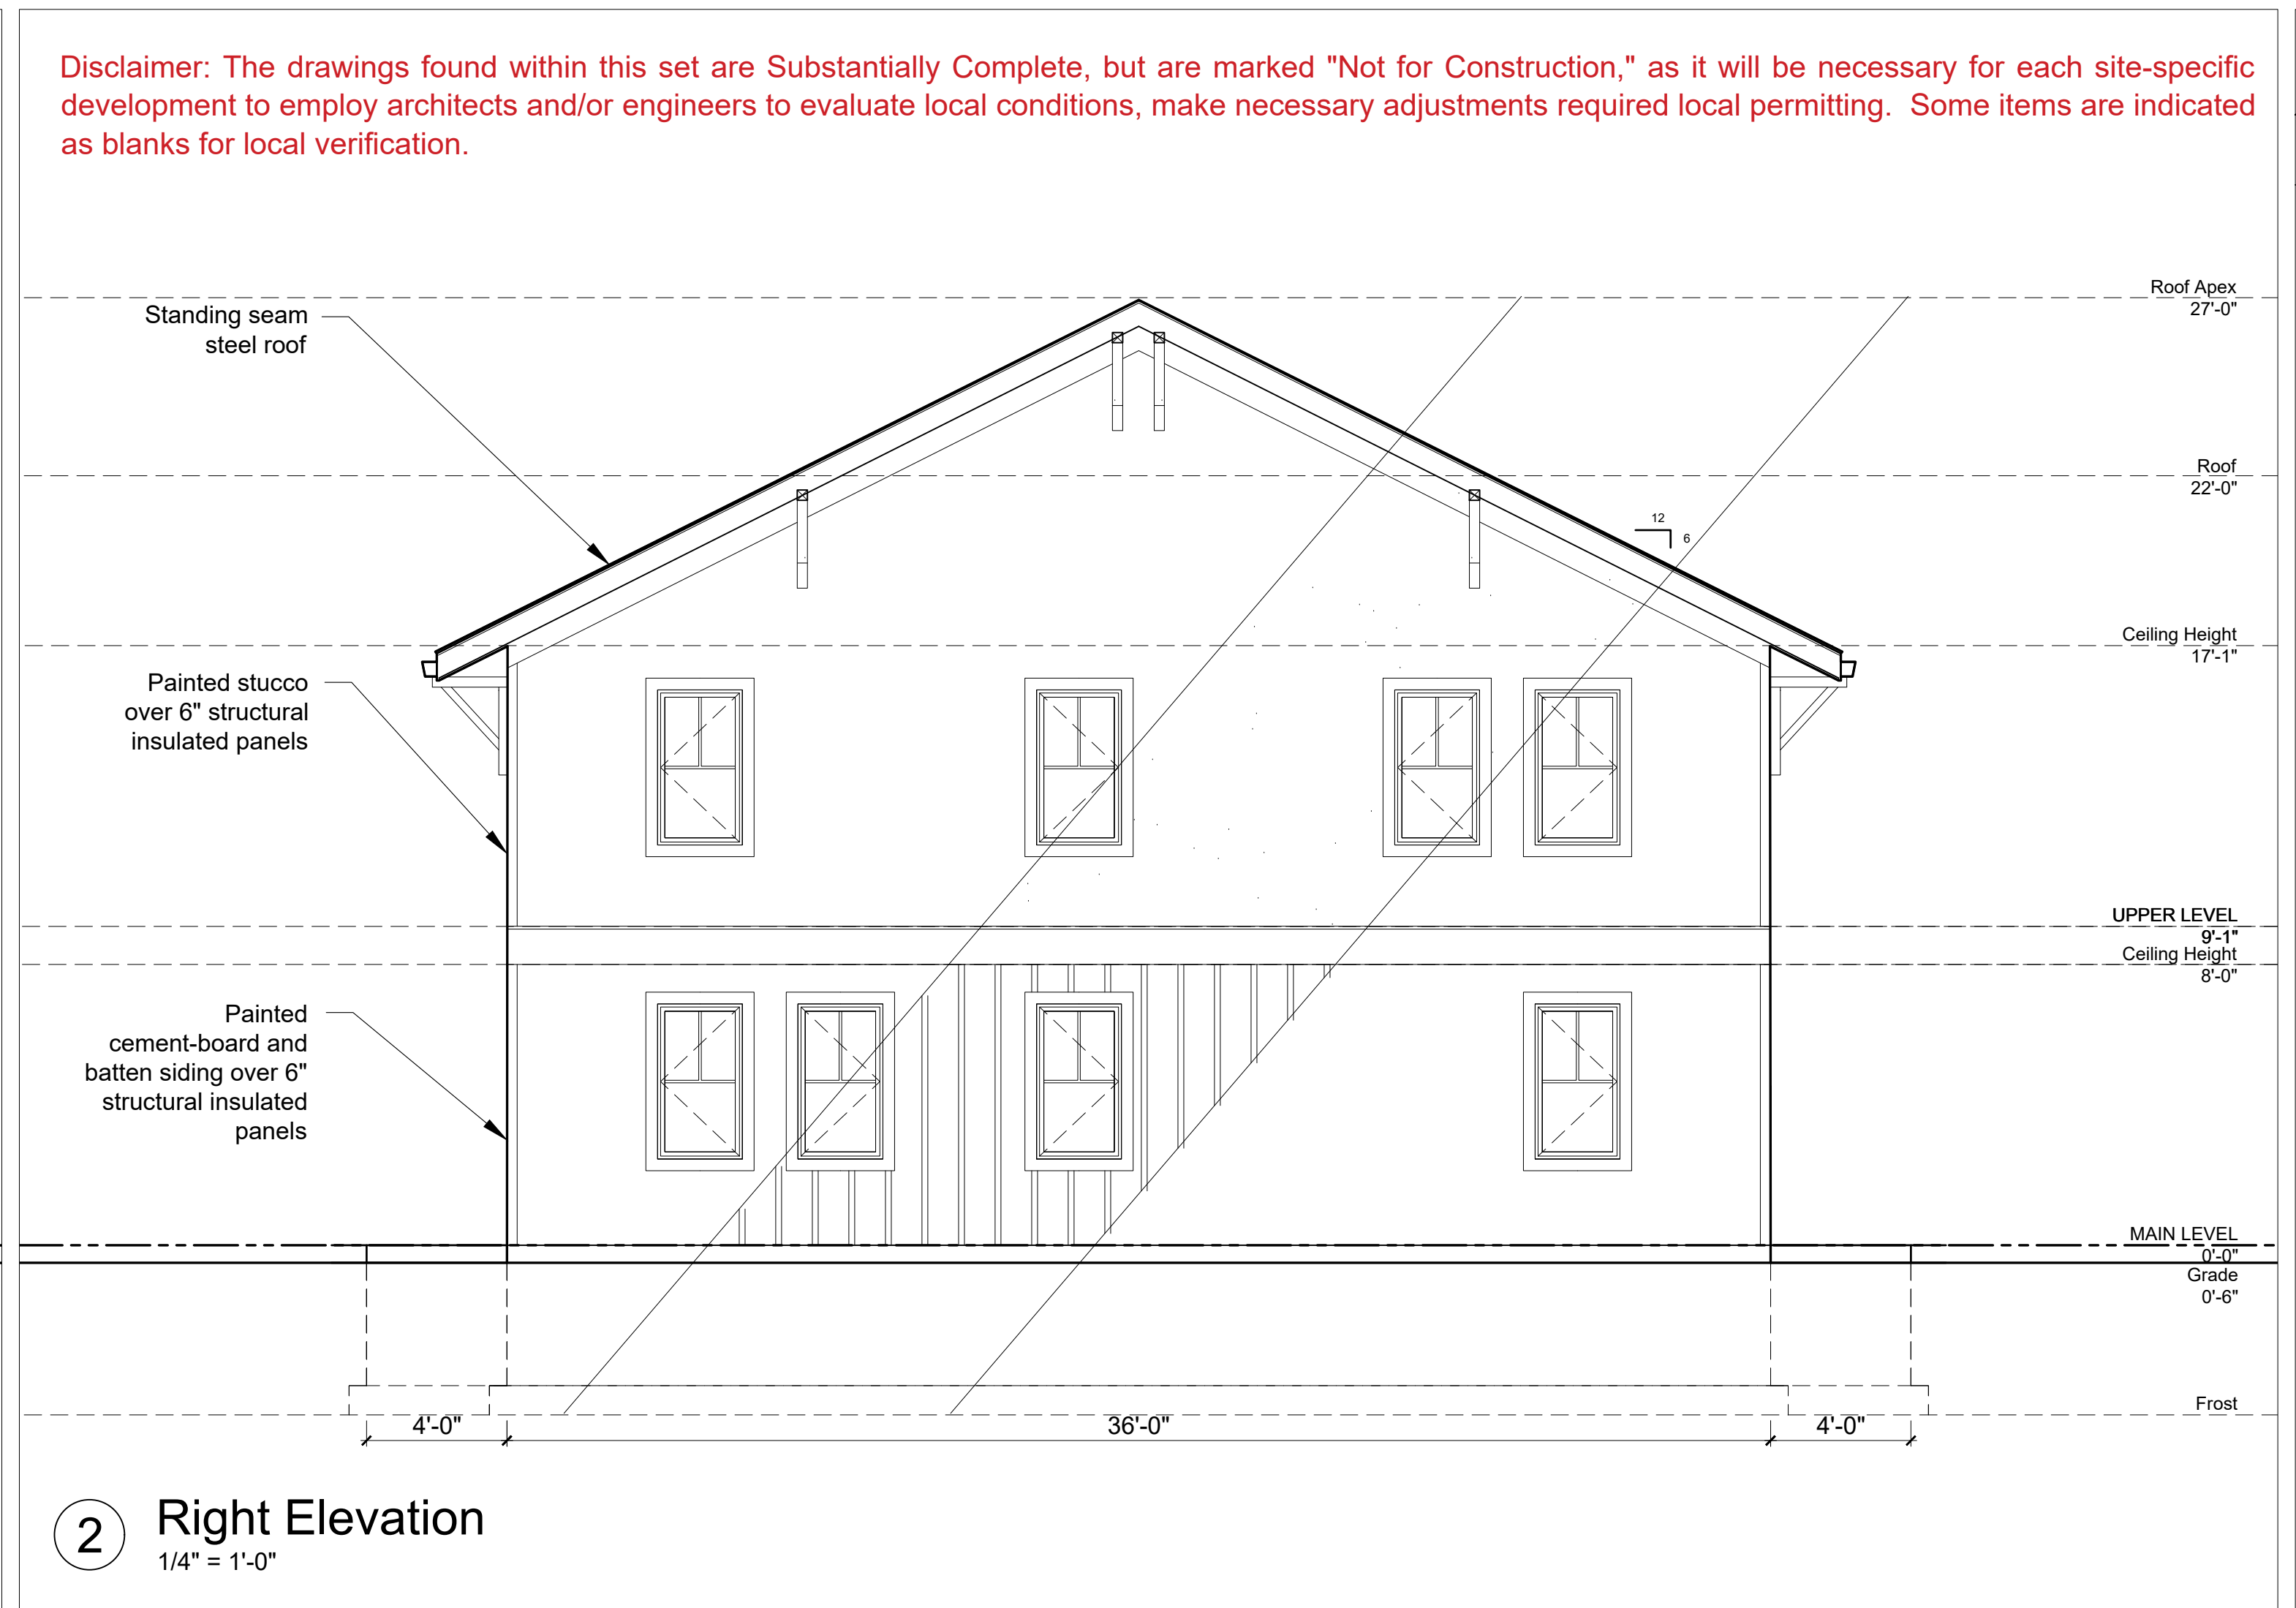 Disclaimer: The drawings found within this set are Substantially Complete, but are marked "Not for Construction," as it will be necessary for each site-specific
development to employ architects and/or engineers to evaluate local conditions, make necessary adjustments required local permitting. Some items are indicated
as blanks for local verification.
Roof Apex
27'-0"
Standing seam
steel roof
Roof
22'-0"
12
6
Ceiling Height
17'-1"
Painted stucco
over 6" structural
insulated panels
UPPER LEVEL
9'-1"
Ceiling Height
8'-0"
Painted
cement-board and
batten siding over 6"
structural insulated
panels
MAIN LEVEL
0'-0"
Grade
0'-6"
Frost
4'-0"
36'-0"
4'-0"
2
Right Elevation
1/4" = 1'-0"